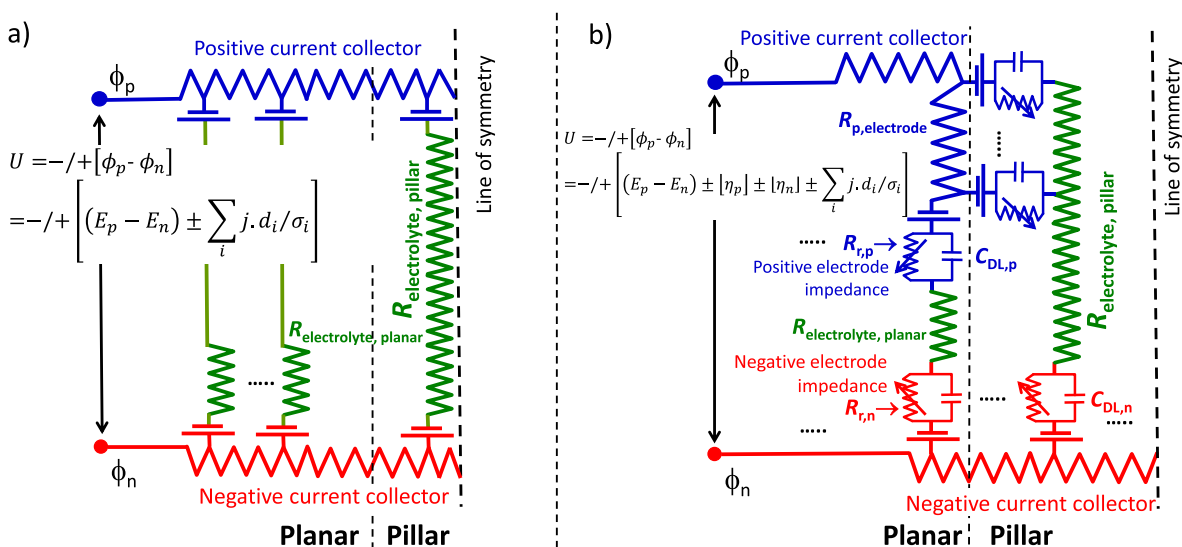 a)
Positive current collector
ϕp
U = −/+[ϕp - ϕn]
= −/+[(Ep − En) ± ∑i j.di/σi]
Relectrolyte, pillar
Relectrolyte, planar
Line of symmetry
ϕn
Negative current collector
Planar
Pillar
b)
Positive current collector
ϕp
Rp,electrode
U = −/+[ϕp - ϕn]
= −/+[(Ep − En) ± ⌊ηp⌋ ± ⌊ηn⌋ ± ∑i j.di/σi]
Rr,p
CDL,p
Positive electrode
impedance
Relectrolyte, planar
Relectrolyte, pillar
Line of symmetry
Negative electrode
impedance
Rr,n
CDL,n
ϕn
Negative current collector
Planar
Pillar